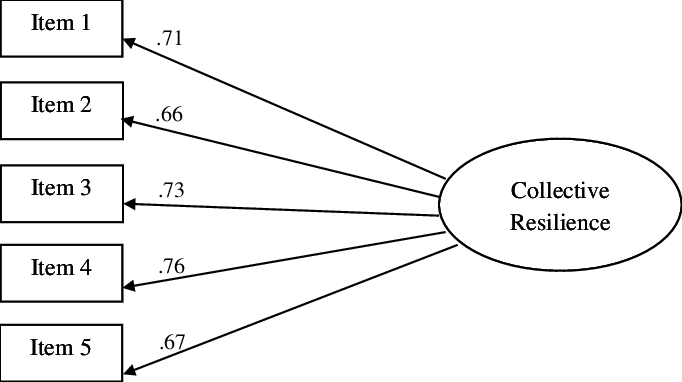 Item 1
.71
Item 2
.66
Item 3
.73
Collective
Resilience
Item 4
.76
Item 5
.67